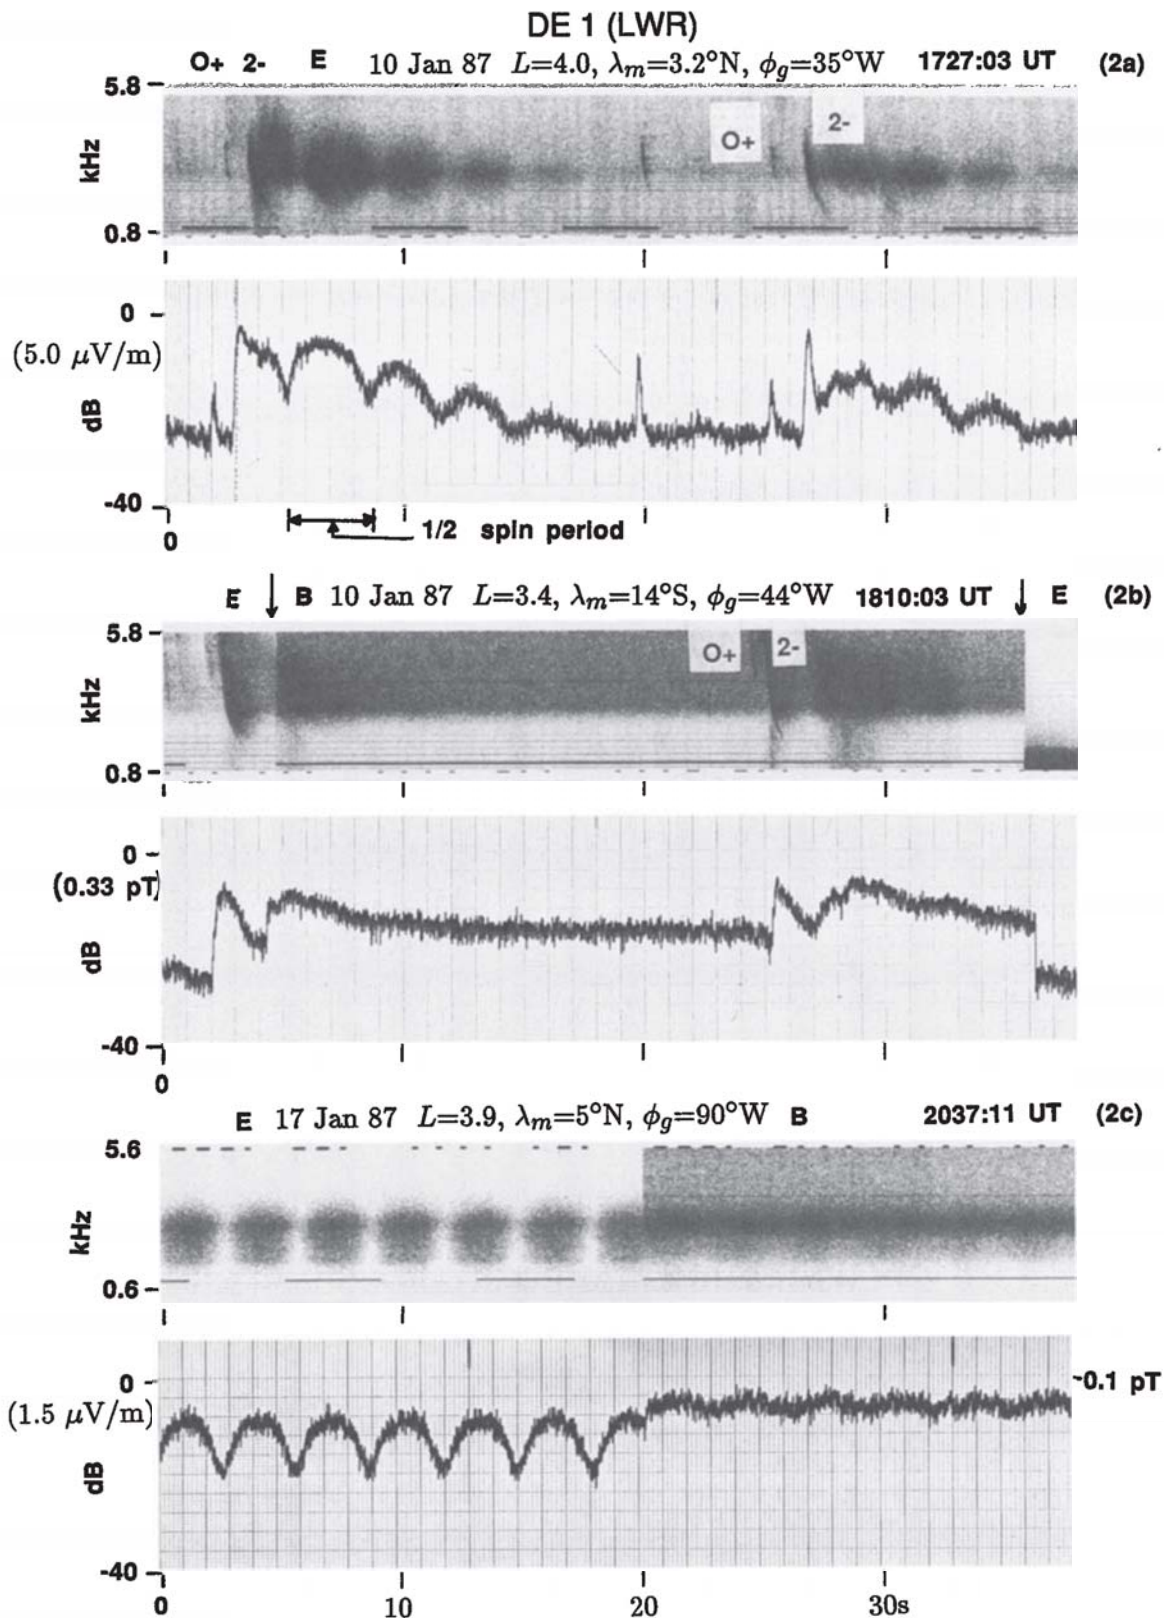 DE 1 (LWR)
O+ 2- E 10 Jan 87 L=4.0, λm=3.2°N, ϕg=35°W 1727:03 UT (2a)
5.8
O+ 2-
kHz
0.8
0
(5.0 μV/m)
dB
-40
0
1/2 spin period
E B 10 Jan 87 L=3.4, λm=14°S, ϕg=44°W 1810:03 UT E (2b)
5.8
O+ 2-
kHz
0.8
0
(0.33 pT)
dB
-40
0
E 17 Jan 87 L=3.9, λm=5°N, ϕg=90°W B 2037:11 UT (2c)
5.6
kHz
0.6
0 ~0.1 pT
(1.5 μV/m)
dB
-40
0 10 20 30s